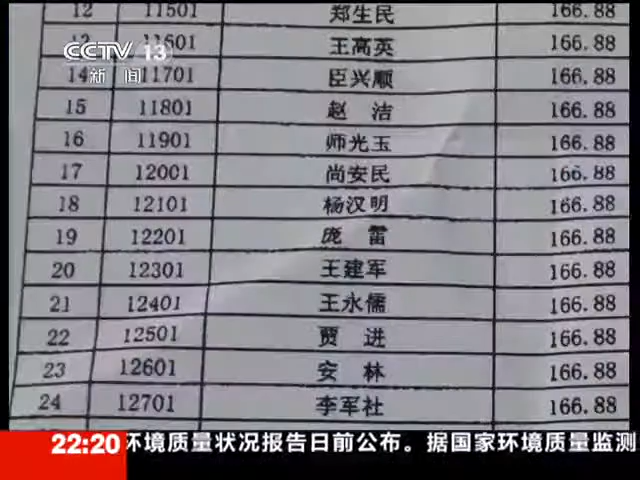 12 11501 郑生民 166.88
13 11601 王高英 166.88
CCTV 13
新闻
14 11701 臣兴顺 166.88
15 11801 赵 洁 166.88
16 11901 师光玉 166.88
17 12001 尚安民 166.88
18 12101 杨汉明 166.88
19 12201 庞 雷 166.88
20 12301 王建军 166.88
21 12401 王永儒 166.88
22 12501 贾 进 166.88
23 12601 安 林 166.88
24 12701 李军社 166.88
22:20 环境质量状况报告日前公布。据国家环境质量监测